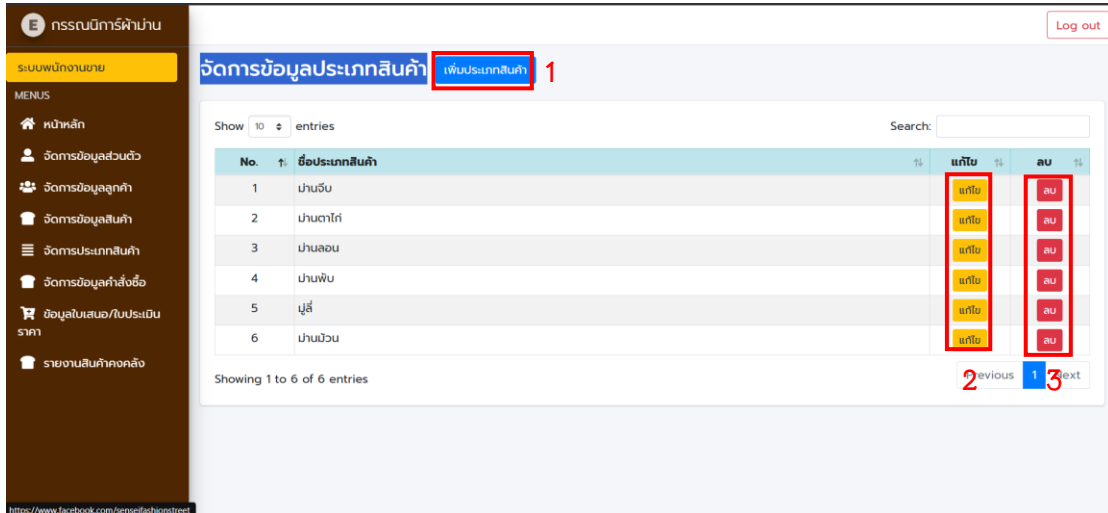 E กรรณนิการ์ผ้าม่าน
Log out
ระบบพนักงานขาย
MENUS
หน้าหลัก
จัดการข้อมูลส่วนตัว
จัดการข้อมูลลูกค้า
จัดการข้อมูลสินค้า
จัดการประเภทสินค้า
จัดการข้อมูลคำสั่งซื้อ
ข้อมูลใบเสนอ/ใบประเมิน
ราคา
รายงานสินค้าคงคลัง
จัดการข้อมูลประเภทสินค้า เพิ่มประเภทสินค้า 1
Show 10 entries Search:
No. ชื่อประเภทสินค้า แก้ไข ลบ
1 ม่านจีบ แก้ไข ลบ
2 ม่านตาไก่ แก้ไข ลบ
3 ม่านลอน แก้ไข ลบ
4 ม่านพับ แก้ไข ลบ
5 มู่ลี่ แก้ไข ลบ
6 ม่านม้วน แก้ไข ลบ
Showing 1 to 6 of 6 entries Previous 1 Next
2 3
https://www.facebook.com/senseifashionstreet